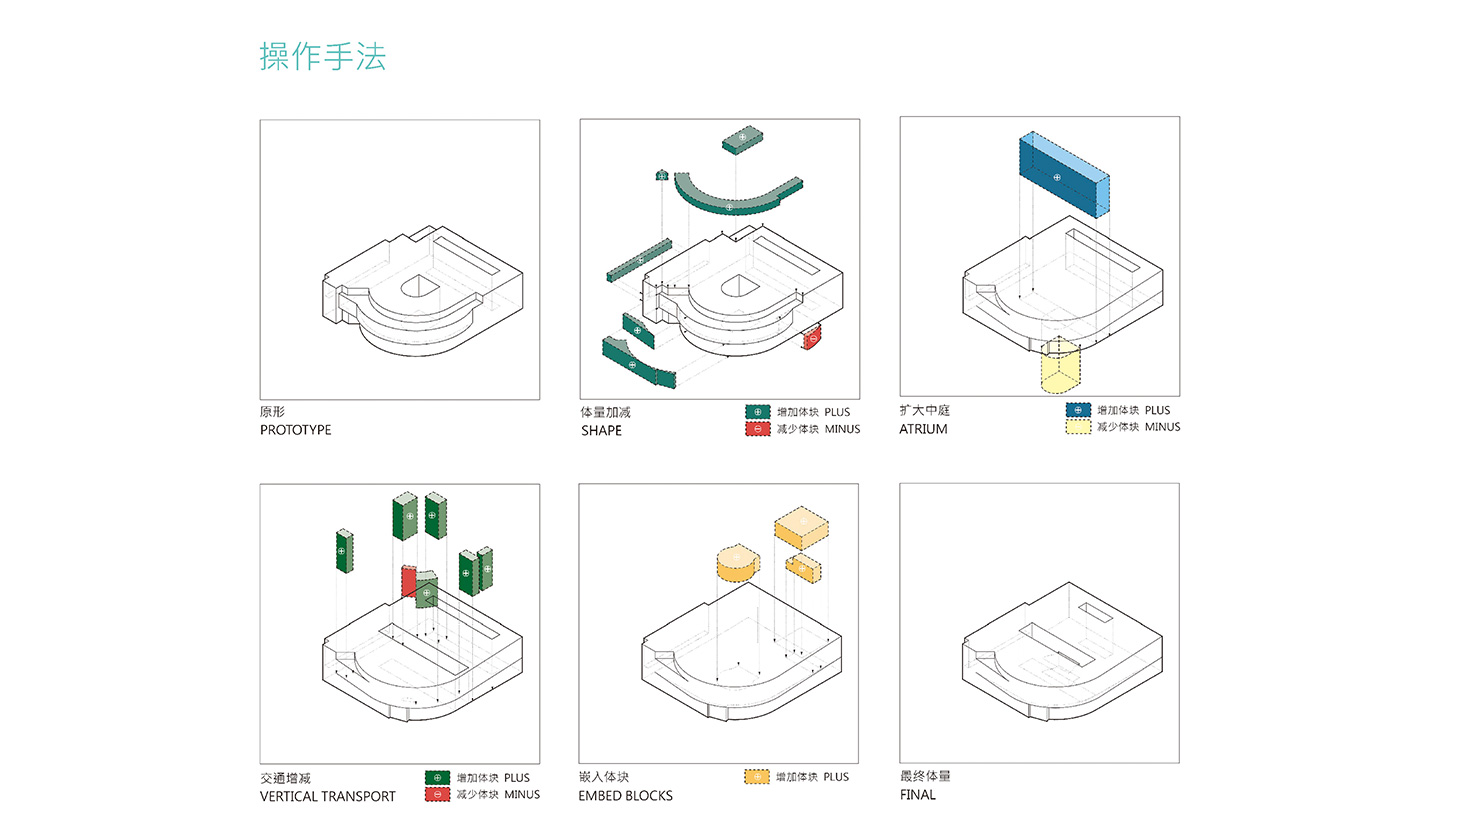 操作手法
原形
PROTOTYPE
体量加减
SHAPE
增加体块 PLUS
减少体块 MINUS
扩大中庭
ATRIUM
增加体块 PLUS
减少体块 MINUS
交通增减
VERTICAL TRANSPORT
增加体块 PLUS
减少体块 MINUS
嵌入体块
EMBED BLOCKS
增加体块 PLUS
最终体量
FINAL